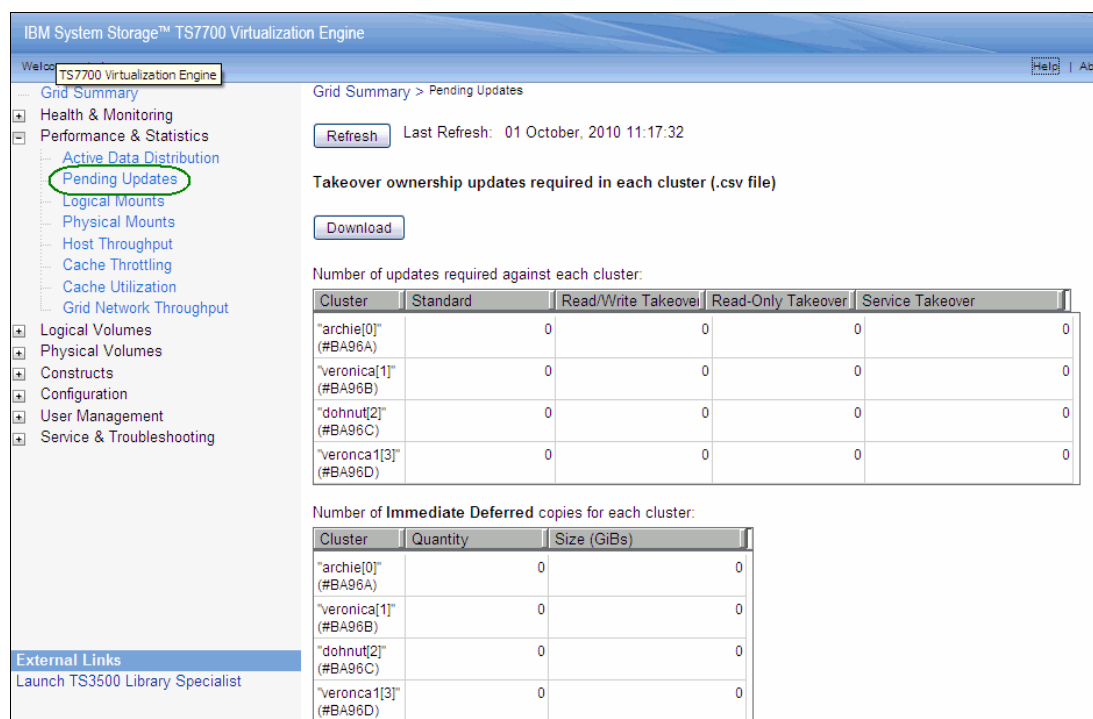 IBM System Storage™ TS7700 Virtualization Engine
Help | Ab
TS7700 Virtualization Engine
Grid Summary
Health & Monitoring
Performance & Statistics
Active Data Distribution
Pending Updates
Logical Mounts
Physical Mounts
Host Throughput
Cache Throttling
Cache Utilization
Grid Network Throughput
Logical Volumes
Physical Volumes
Constructs
Configuration
User Management
Service & Troubleshooting
External Links
Launch TS3500 Library Specialist
Grid Summary > Pending Updates
Refresh Last Refresh: 01 October, 2010 11:17:32
Takeover ownership updates required in each cluster (.csv file)
Download
Number of updates required against each cluster:
Cluster Standard Read/Write Takeover Read-Only Takeover Service Takeover
"archie[0]" 0 0 0 0
(#BA96A)
"veronica[1]" 0 0 0 0
(#BA96B)
"dohnut[2]" 0 0 0 0
(#BA96C)
"veronca1[3]" 0 0 0 0
(#BA96D)
Number of Immediate Deferred copies for each cluster:
Cluster Quantity Size (GiBs)
"archie[0]" 0 0
(#BA96A)
"veronica[1]" 0 0
(#BA96B)
"dohnut[2]" 0 0
(#BA96C)
"veronca1[3]" 0 0
(#BA96D)